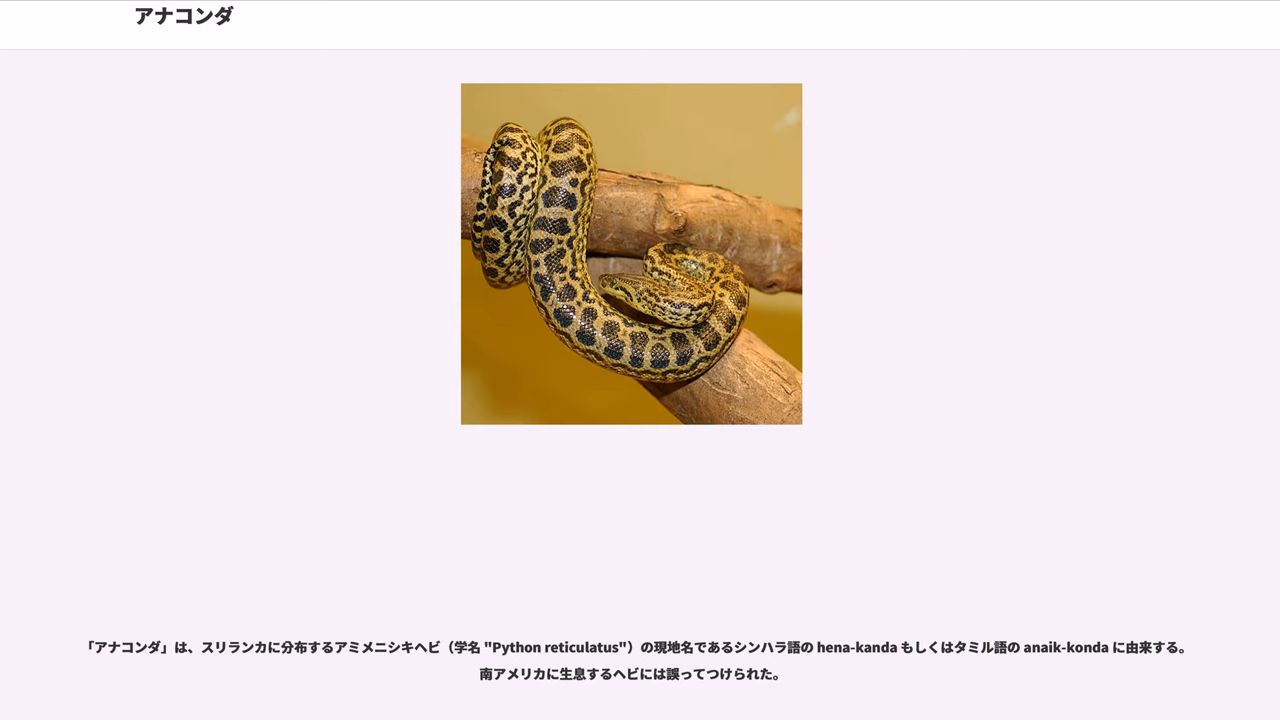 アナコンダ
「アナコンダ」は、スリランカに分布するアミメニシキヘビ（学名 "Python reticulatus"）の現地名であるシンハラ語の hena-kanda もしくはタミル語の anaik-konda に由来する。
南アメリカに生息するヘビには誤ってつけられた。